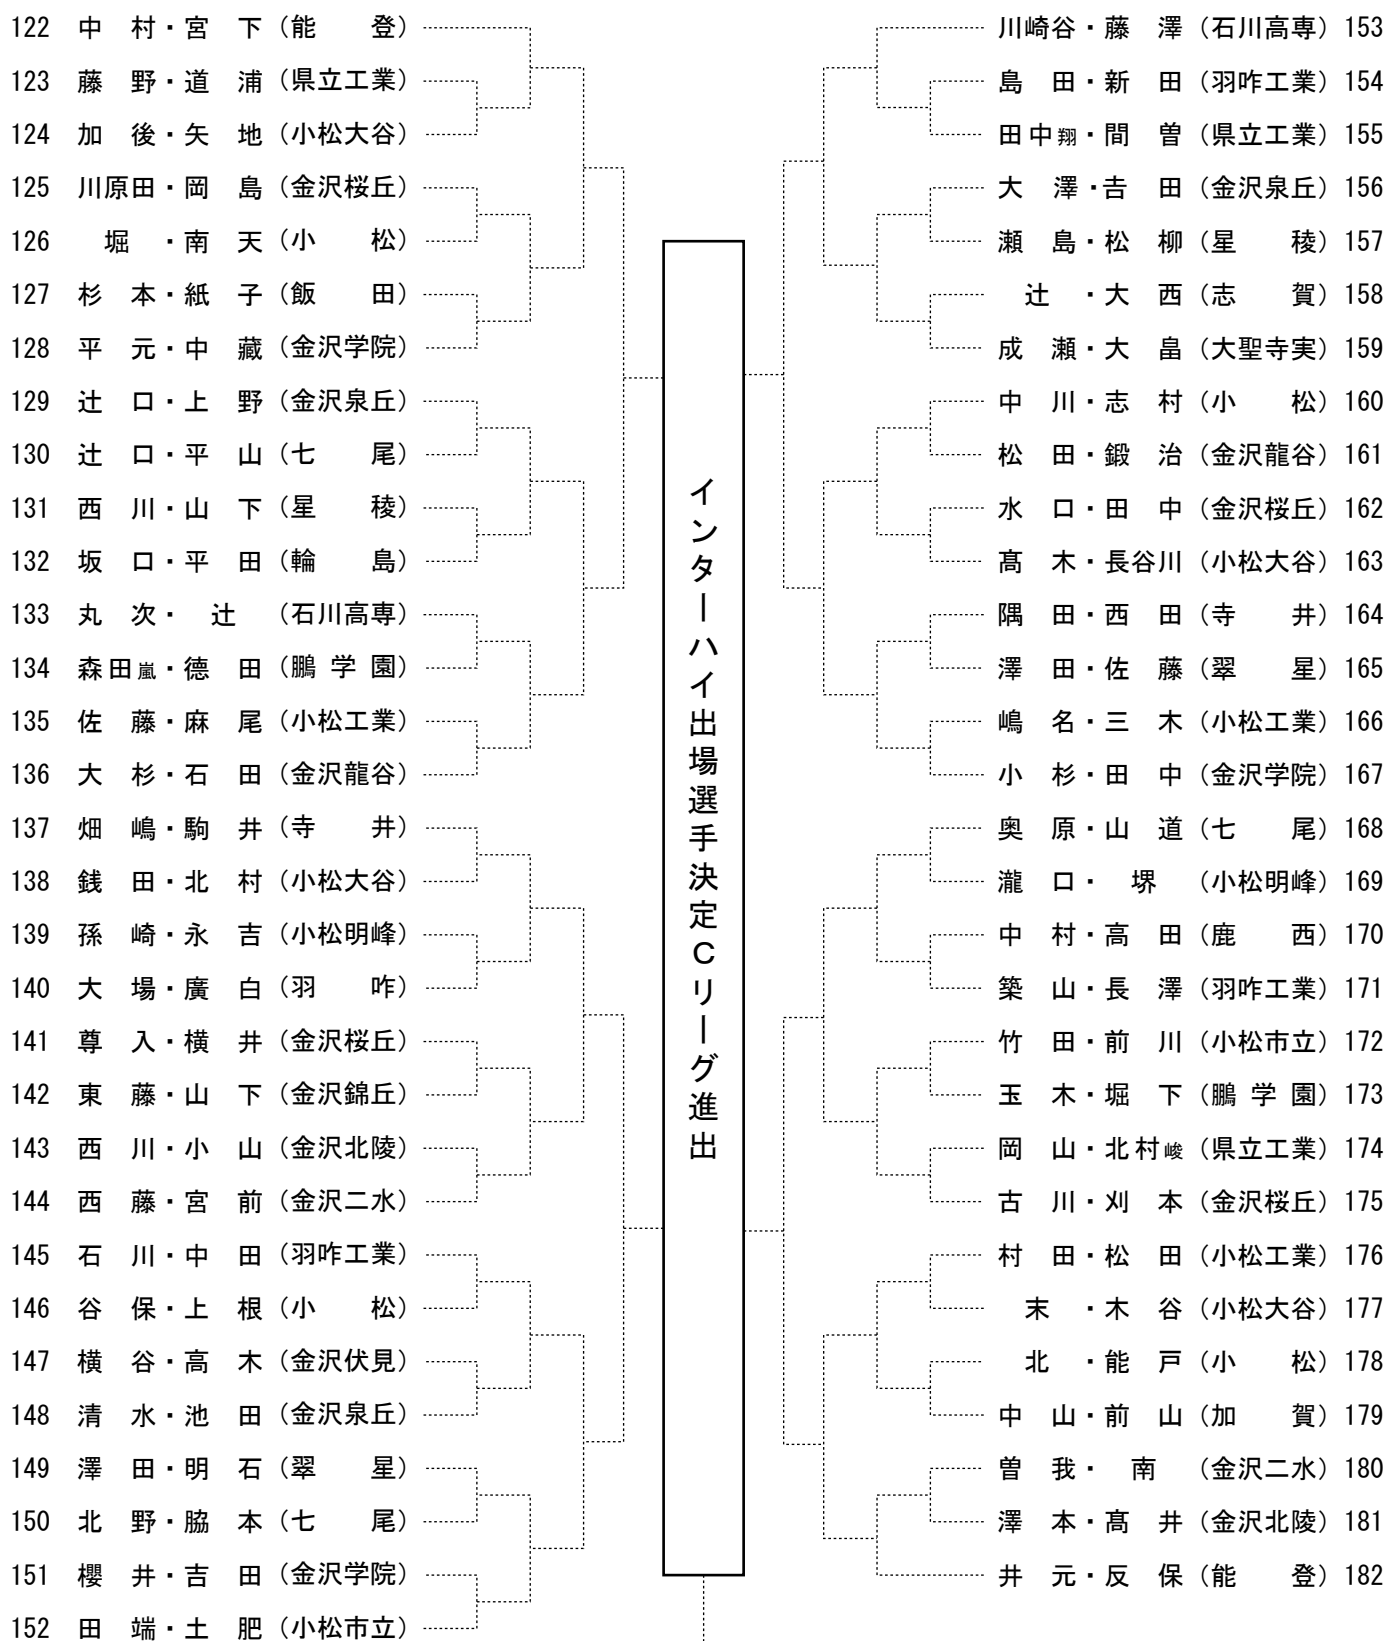 122 中村・宮下（能登）
123 藤野・道浦（県立工業）
124 加後・矢地（小松大谷）
125 川原田・岡島（金沢桜丘）
126 堀・南天（小松）
127 杉本・紙子（飯田）
128 平元・中藏（金沢学院）
129 辻口・上野（金沢泉丘）
130 辻口・平山（七尾）
131 西川・山下（星稜）
132 坂口・平田（輪島）
133 丸次・辻（石川高専）
134 森田嵐・德田（鵬学園）
135 佐藤・麻尾（小松工業）
136 大杉・石田（金沢龍谷）
137 畑嶋・駒井（寺井）
138 銭田・北村（小松大谷）
139 孫崎・永吉（小松明峰）
140 大場・廣白（羽咋）
141 尊入・横井（金沢桜丘）
142 東藤・山下（金沢錦丘）
143 西川・小山（金沢北陵）
144 西藤・宮前（金沢二水）
145 石川・中田（羽咋工業）
146 谷保・上根（小松）
147 横谷・高木（金沢伏見）
148 清水・池田（金沢泉丘）
149 澤田・明石（翠星）
150 北野・脇本（七尾）
151 櫻井・吉田（金沢学院）
152 田端・土肥（小松市立）
インターハイ出場選手決定Cリーグ進出
川崎谷・藤澤（石川高専）153
島田・新田（羽咋工業）154
田中翔・間曽（県立工業）155
大澤・𠮷田（金沢泉丘）156
瀬島・松柳（星稜）157
辻・大西（志賀）158
成瀬・大畠（大聖寺実）159
中川・志村（小松）160
松田・鍛治（金沢龍谷）161
水口・田中（金沢桜丘）162
髙木・長谷川（小松大谷）163
隅田・西田（寺井）164
澤田・佐藤（翠星）165
嶋名・三木（小松工業）166
小杉・田中（金沢学院）167
奥原・山道（七尾）168
瀧口・堺（小松明峰）169
中村・高田（鹿西）170
築山・長澤（羽咋工業）171
竹田・前川（小松市立）172
玉木・堀下（鵬学園）173
岡山・北村峻（県立工業）174
古川・刈本（金沢桜丘）175
村田・松田（小松工業）176
末・木谷（小松大谷）177
北・能戸（小松）178
中山・前山（加賀）179
曽我・南（金沢二水）180
澤本・髙井（金沢北陵）181
井元・反保（能登）182